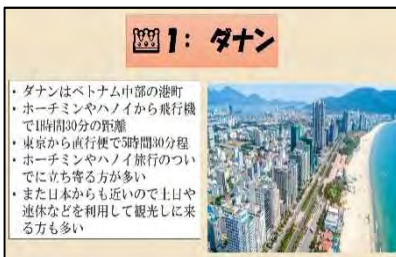 1: ダナン
・ダナンはベトナム中部の港町
・ホーチミンやハノイから飛行機
で1時間30分の距離
・東京から直行便で5時間30分程
・ホーチミンやハノイ旅行のつい
でに立ち寄る方が多い
・また日本からも近いので土日や
連休などを利用して観光しに来
る方も多い